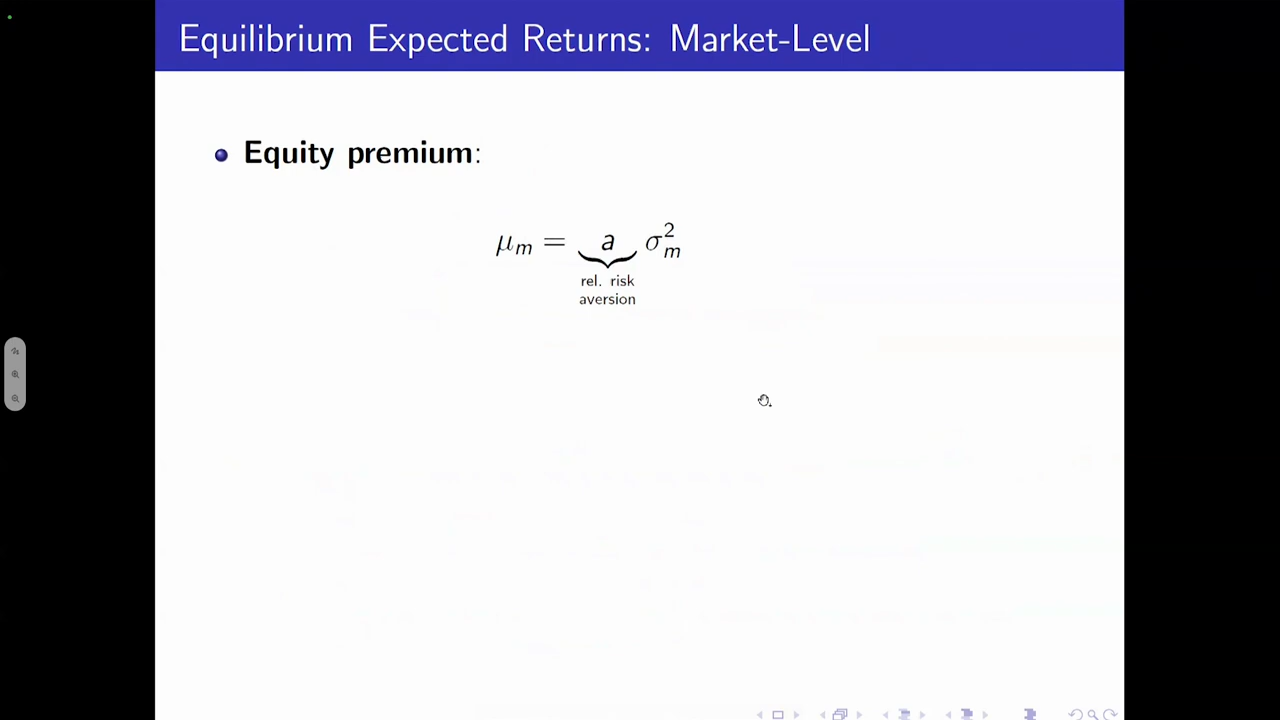 Equilibrium Expected Returns: Market-Level
Equity premium:
μ_m = a σ_m^2
rel. risk
aversion